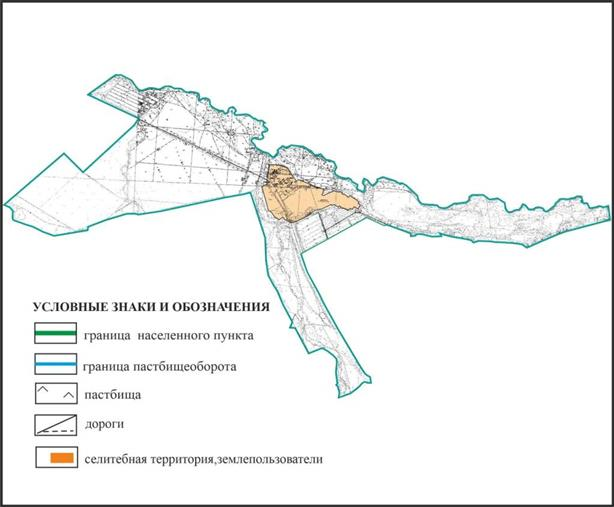 УСЛОВНЫЕ ЗНАКИ И ОБОЗНАЧЕНИЯ
граница населенного пункта
граница пастбищеоборота
пастбища
дороги
селитебная территория,землепользователи